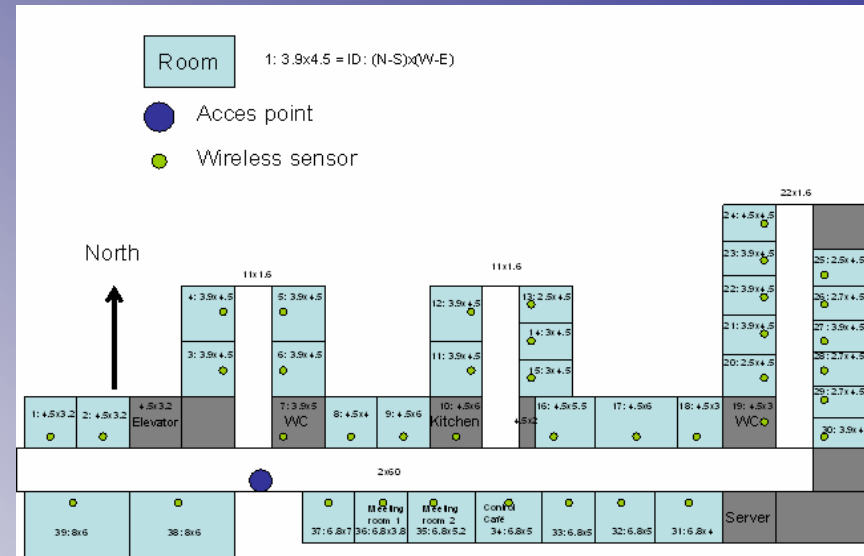 Room
1: 3.9x4.5 = ID: (N-S)x(W-E)
Acces point
Wireless sensor
North
22x1.6
11x1.6
11x1.6
24: 4.5x4.5
23: 3.9x4.5
22: 3.9x4.5
21: 3.9x4.5
20: 2.5x4.5
25: 2.5x4.5
26: 2.7x4.5
27: 3.9x4.5
28: 2.7x4.5
29: 2.7x4.5
30: 3.9x4
4: 3.9x4.5
5: 3.9x4.5
3: 3.9x4.5
6: 3.9x4.5
12: 3.9x4.5
13: 2.5x4.5
14: 3x4.5
11: 3.9x4.5
15: 3x4.5
1: 4.5x3.2
2: 4.5x3.2
4.5x3.2
Elevator
7: 3.9x5
WC
8: 4.5x4
9: 4.5x6
10: 4.5x6
Kitchen
4.5x2
16: 4.5x5.5
17: 4.5x6
18: 4.5x3
19: 4.5x3
WC
2x60
39: 8x6
38: 8x6
37: 6.8x7
Meeting
room 1
36: 6.8x3.8
Meeting
room 2
35: 6.8x5.2
Control
Café
34: 6.8x5
33: 6.8x5
32: 6.8x5
31: 6.8x4
Server